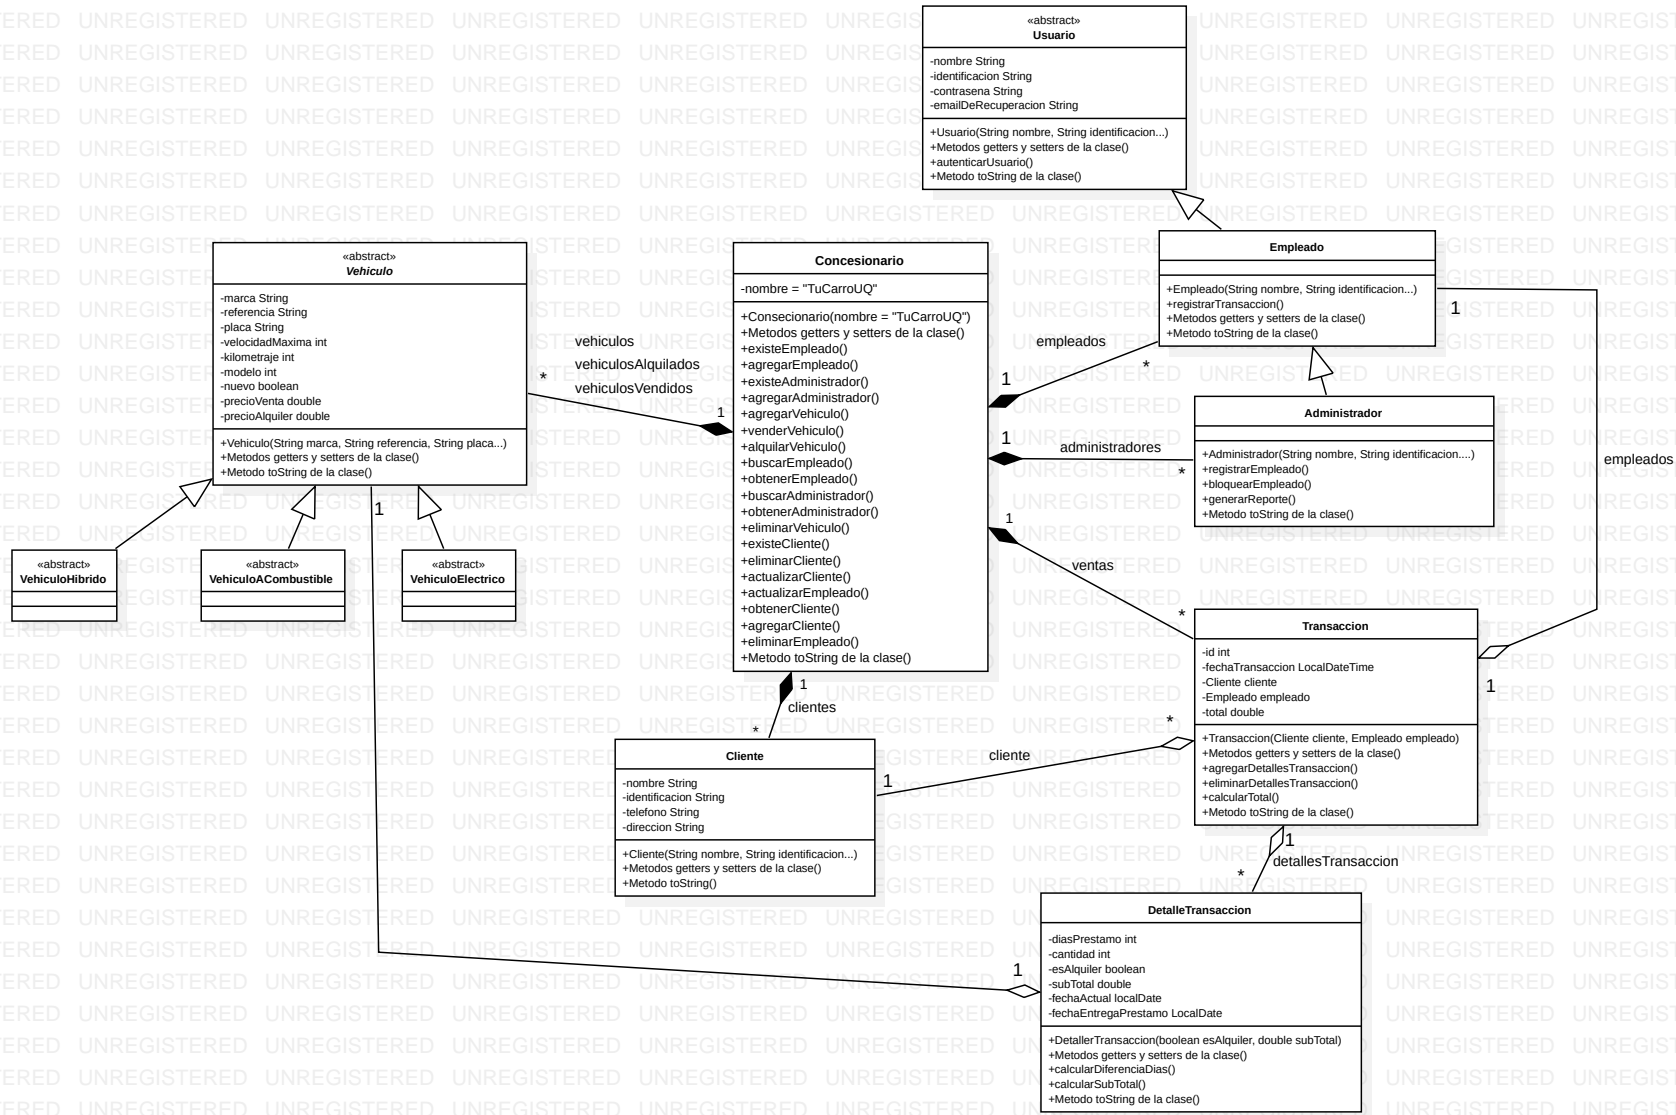 «abstract»
Usuario
-nombre String
-identificacion String
-contrasena String
-emailDeRecuperacion String
+Usuario(String nombre, String identificacion...)
+Metodos getters y setters de la clase()
+autenticarUsuario()
+Metodo toString de la clase()
«abstract»
Vehiculo
-marca String
-referencia String
-placa String
-velocidadMaxima int
-kilometraje int
-modelo int
-nuevo boolean
-precioVenta double
-precioAlquiler double
+Vehiculo(String marca, String referencia, String placa...)
+Metodos getters y setters de la clase()
+Metodo toString de la clase()
vehiculos
vehiculosAlquilados
vehiculosVendidos
*
1
Concesionario
-nombre = "TuCarroUQ"
+Consecionario(nombre = "TuCarroUQ")
+Metodos getters y setters de la clase()
+existeEmpleado()
+agregarEmpleado()
+existeAdministrador()
+agregarAdministrador()
+agregarVehiculo()
+venderVehiculo()
+alquilarVehiculo()
+buscarEmpleado()
+obtenerEmpleado()
+buscarAdministrador()
+obtenerAdministrador()
+eliminarVehiculo()
+existeCliente()
+eliminarCliente()
+actualizarCliente()
+actualizarEmpleado()
+obtenerCliente()
+agregarCliente()
+eliminarEmpleado()
+Metodo toString de la clase()
Empleado
+Empleado(String nombre, String identificacion...)
+registrarTransaccion()
+Metodos getters y setters de la clase()
+Metodo toString de la clase()
1
empleados
*
1
1
administradores
*
Administrador
+Administrador(String nombre, String identificacion....)
+registrarEmpleado()
+bloquearEmpleado()
+generarReporte()
+Metodo toString de la clase()
empleados
1
ventas
*
1
«abstract»
VehiculoHibrido
«abstract»
VehiculoACombustible
«abstract»
VehiculoElectrico
Transaccion
-id int
-fechaTransaccion LocalDateTime
-Cliente cliente
-Empleado empleado
-total double
+Transaccion(Cliente cliente, Empleado empleado)
+Metodos getters y setters de la clase()
+agregarDetallesTransaccion()
+eliminarDetallesTransaccion()
+calcularTotal()
+Metodo toString de la clase()
1
1
clientes
*
*
cliente
1
Cliente
-nombre String
-identificacion String
-telefono String
-direccion String
+Cliente(String nombre, String identificacion...)
+Metodos getters y setters de la clase()
+Metodo toString()
1
detallesTransaccion
*
DetalleTransaccion
-diasPrestamo int
-cantidad int
-esAlquiler boolean
-subTotal double
-fechaActual localDate
-fechaEntregaPrestamo LocalDate
+DetallerTransaccion(boolean esAlquiler, double subTotal)
+Metodos getters y setters de la clase()
+calcularDiferenciaDias()
+calcularSubTotal()
+Metodo toString de la clase()
1
UNREGISTERED